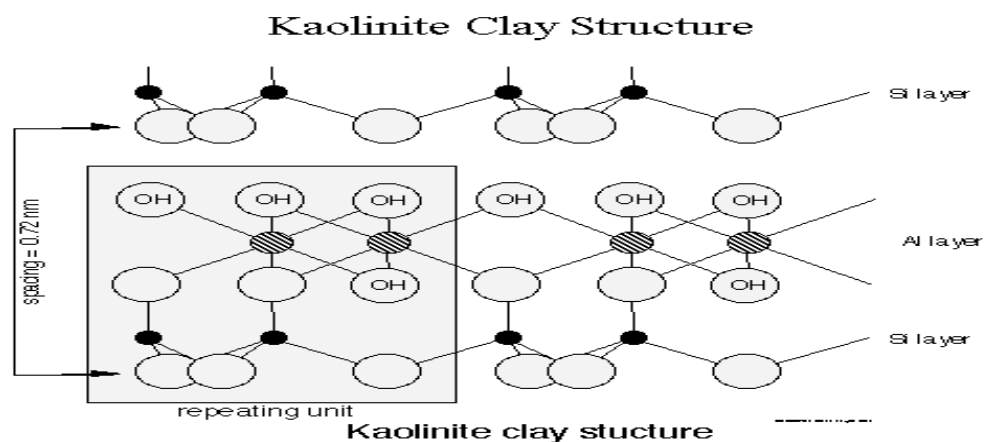 Kaolinite Clay Structure
Si layer
OH OH OH OH OH OH
Al layer
spacing = 0.72 nm
OH OH
Si layer
repeating unit
Kaolinite clay stucture